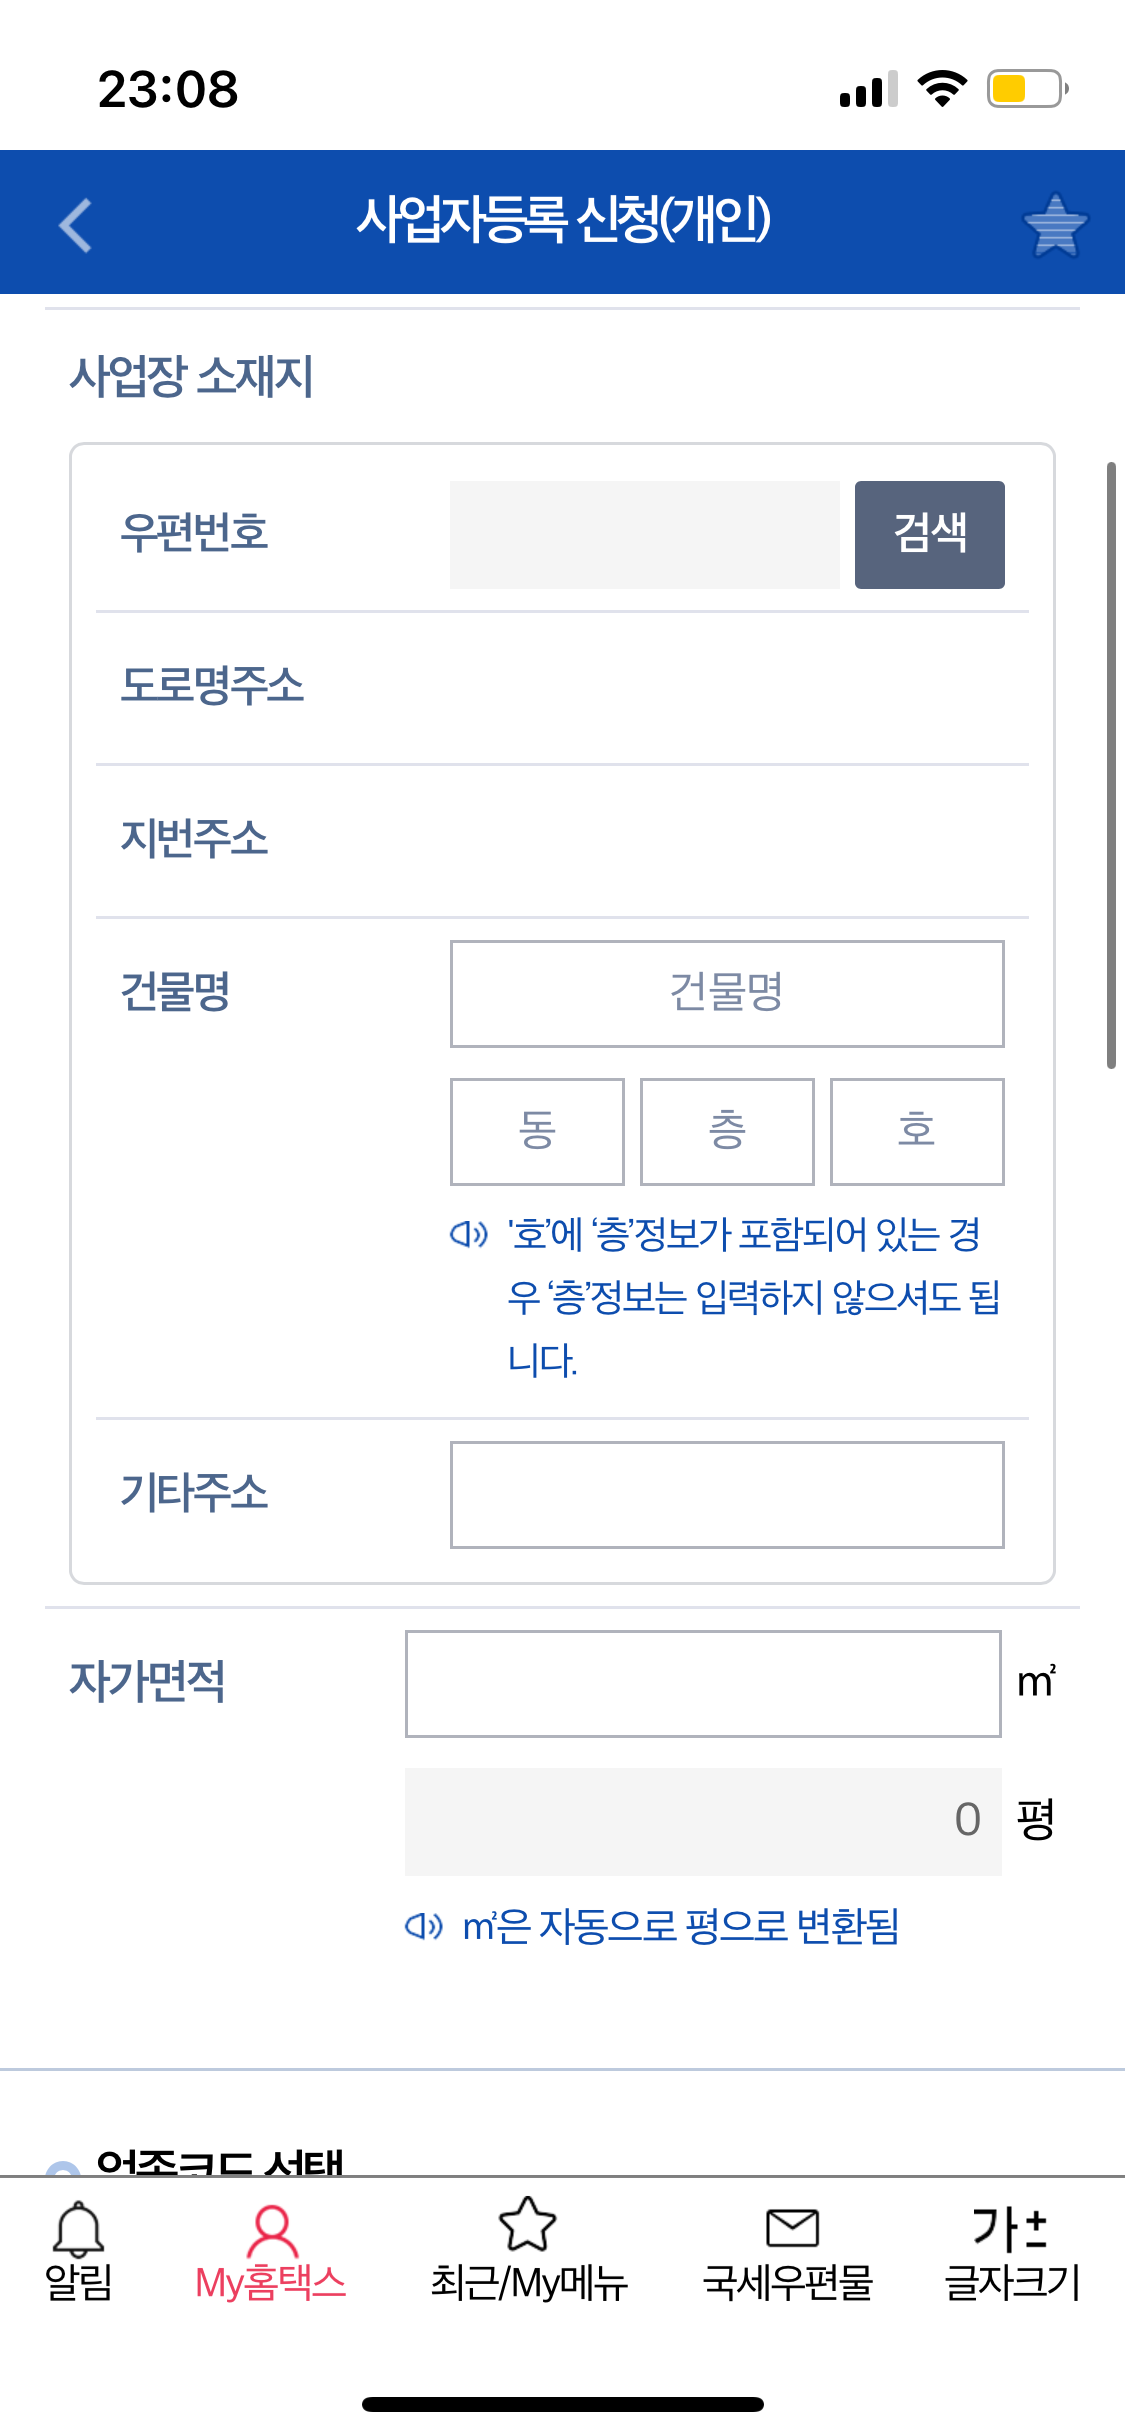 23:08
사업자등록 신청(개인)
사업장 소재지
우편번호
검색
도로명주소
지번주소
건물명
건물명
동 층 호
'호'에 ‘층’정보가 포함되어 있는 경
우 ‘층’정보는 입력하지 않으셔도 됩
니다.
기타주소
자가면적
㎡
0 평
㎡은 자동으로 평으로 변환됨
업종코드 선택
가±
알림 My홈택스 최근/My메뉴 국세우편물 글자크기